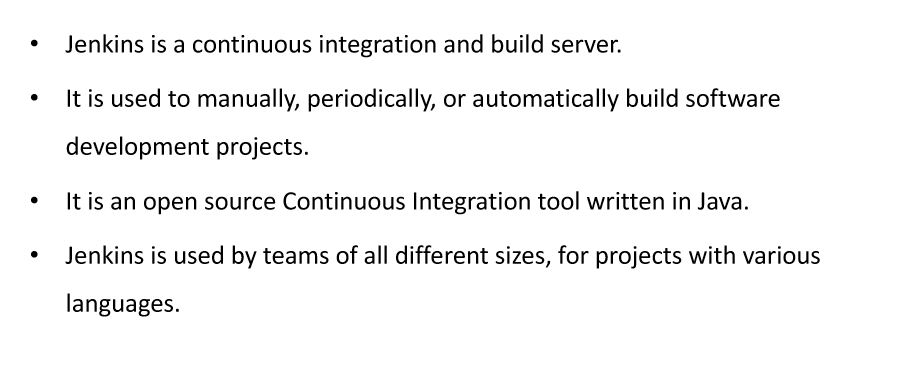 • Jenkins is a continuous integration and build server.
• It is used to manually, periodically, or automatically build software
development projects.
• It is an open source Continuous Integration tool written in Java.
• Jenkins is used by teams of all different sizes, for projects with various
languages.